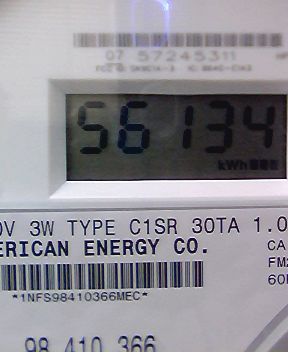 07 57245311
56134
kWh
0V 3W TYPE C1SR 30TA 1.0
ERICAN ENERGY CO.
CA
FM2
60
*1NFS98410366MEC*
98 410 366